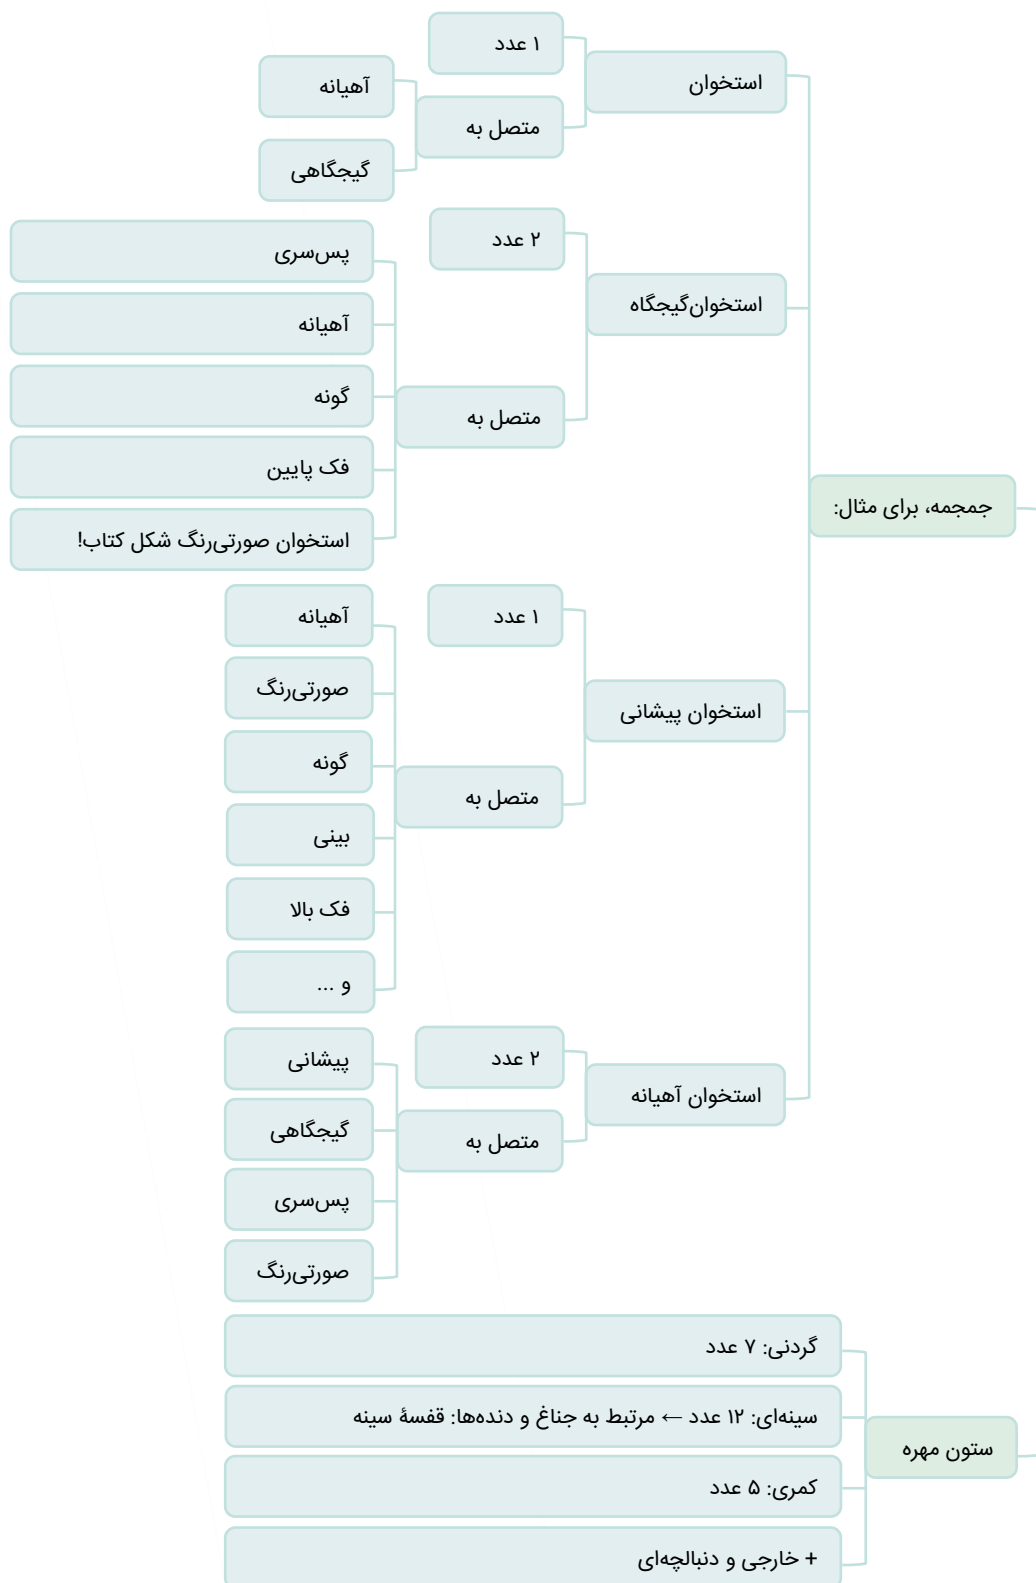 جمجمه، برای مثال:
استخوان
۱ عدد
متصل به
آهیانه
گیجگاهی
استخوان‌گیجگاه
۲ عدد
متصل به
پس‌سری
آهیانه
گونه
فک پایین
استخوان صورتی‌رنگ شکل کتاب!
استخوان پیشانی
۱ عدد
متصل به
آهیانه
صورتی‌رنگ
گونه
بینی
فک بالا
و ...
استخوان آهیانه
۲ عدد
متصل به
پیشانی
گیجگاهی
پس‌سری
صورتی‌رنگ
ستون مهره
گردنی: ۷ عدد
سینه‌ای: ۱۲ عدد ← مرتبط به جناغ و دنده‌ها: قفسهٔ سینه
کمری: ۵ عدد
+ خارجی و دنبالچه‌ای